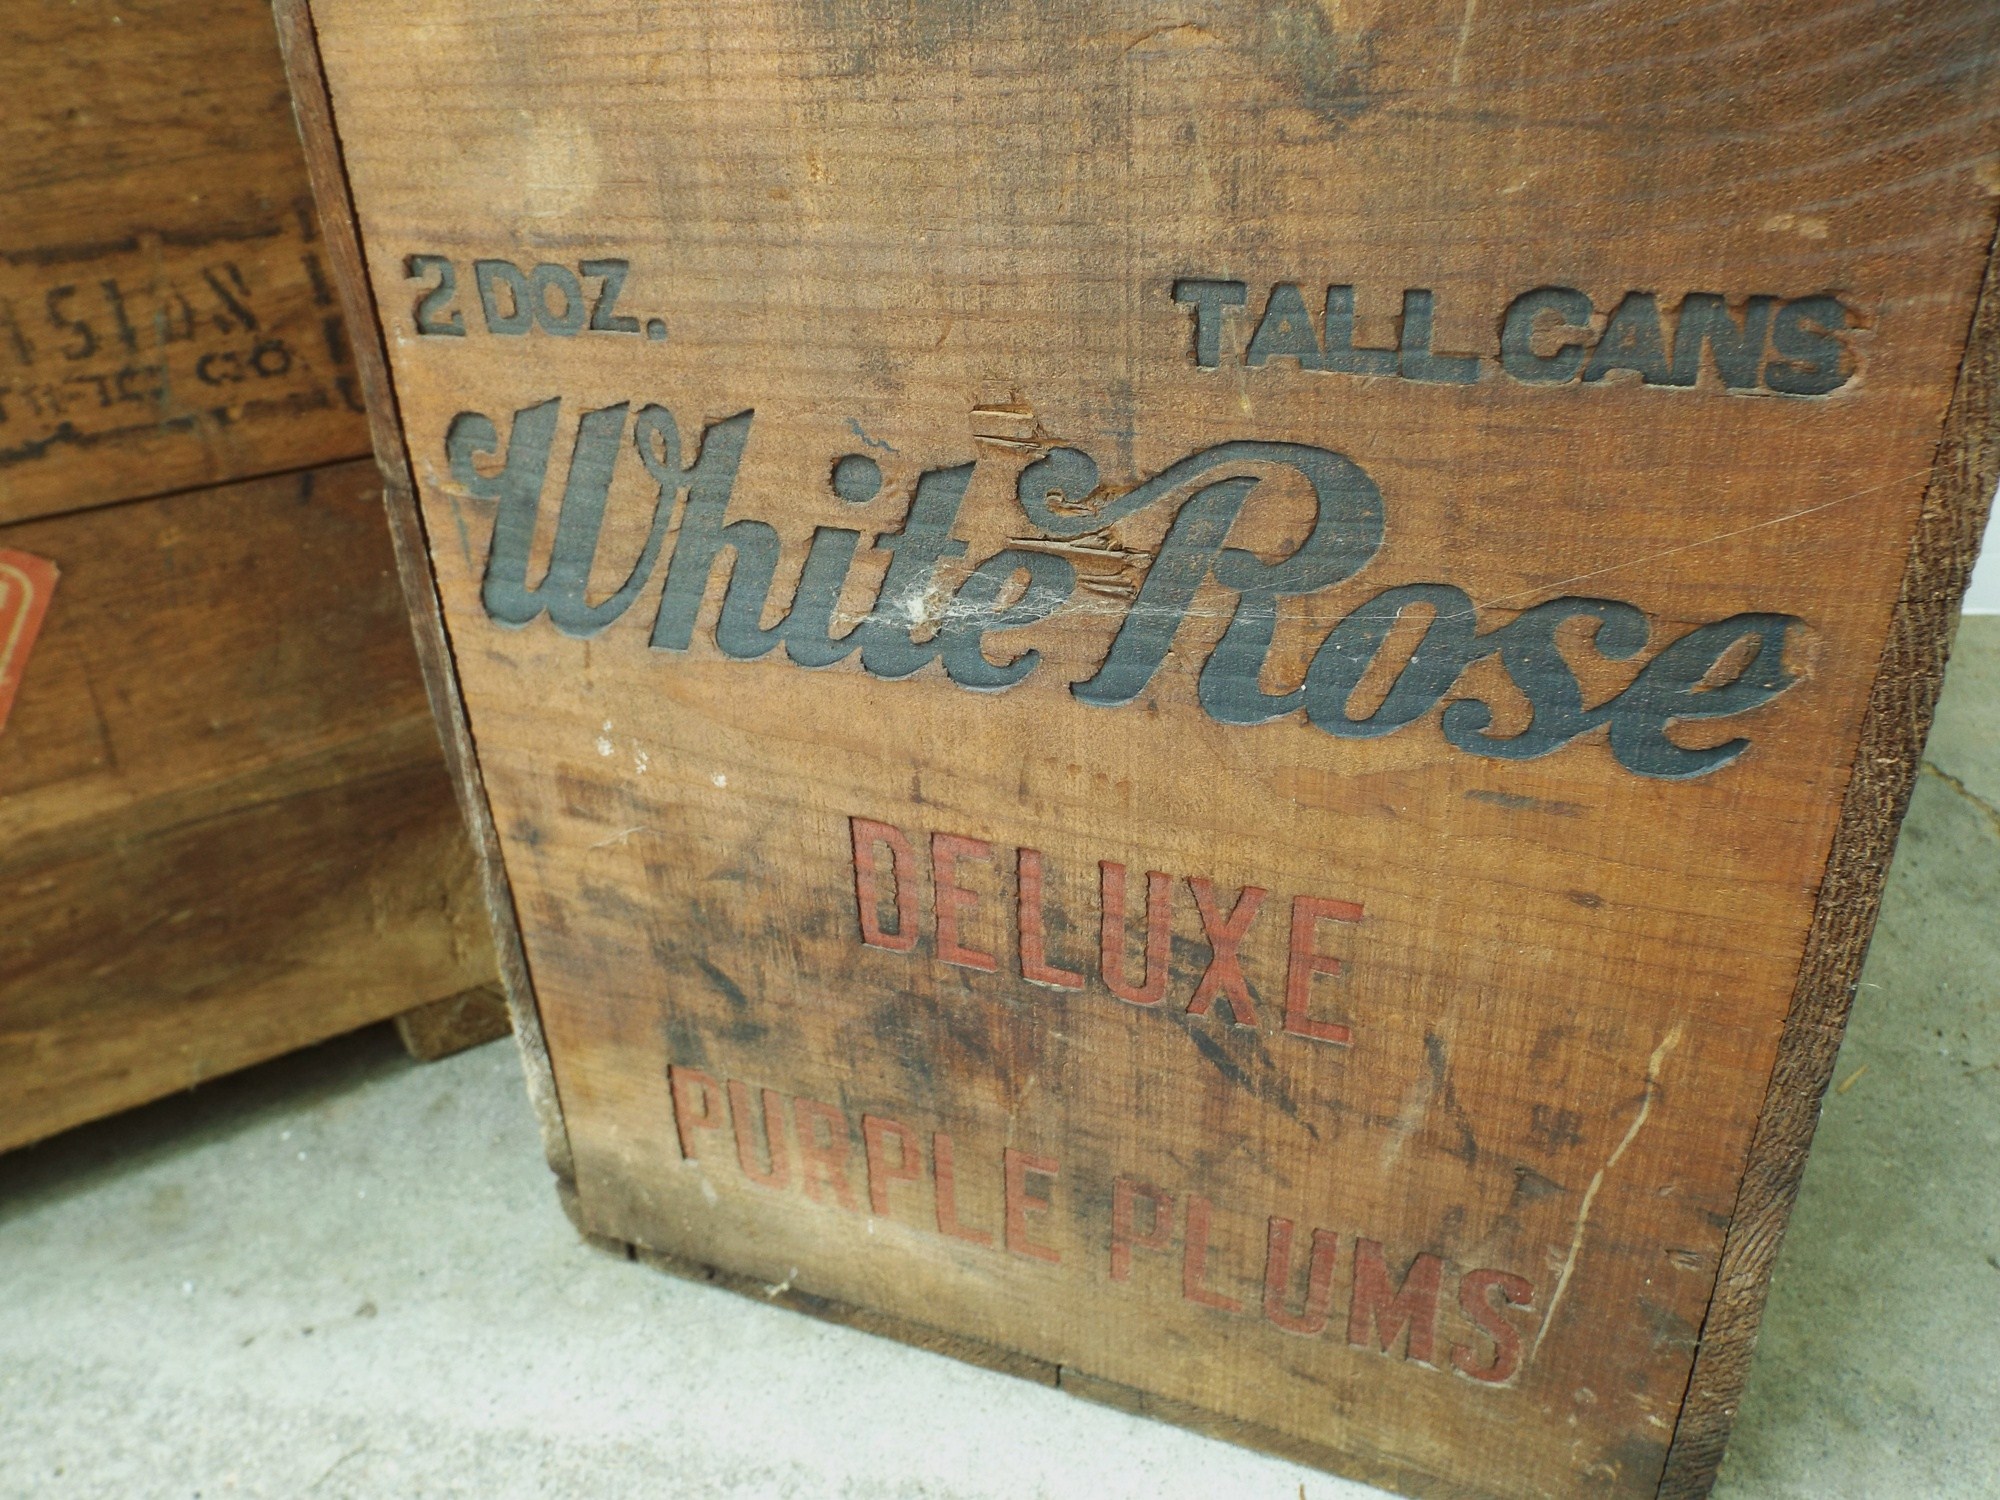 2 DOZ. TALL CANS
White Rose
DELUXE
PURPLE PLUMS